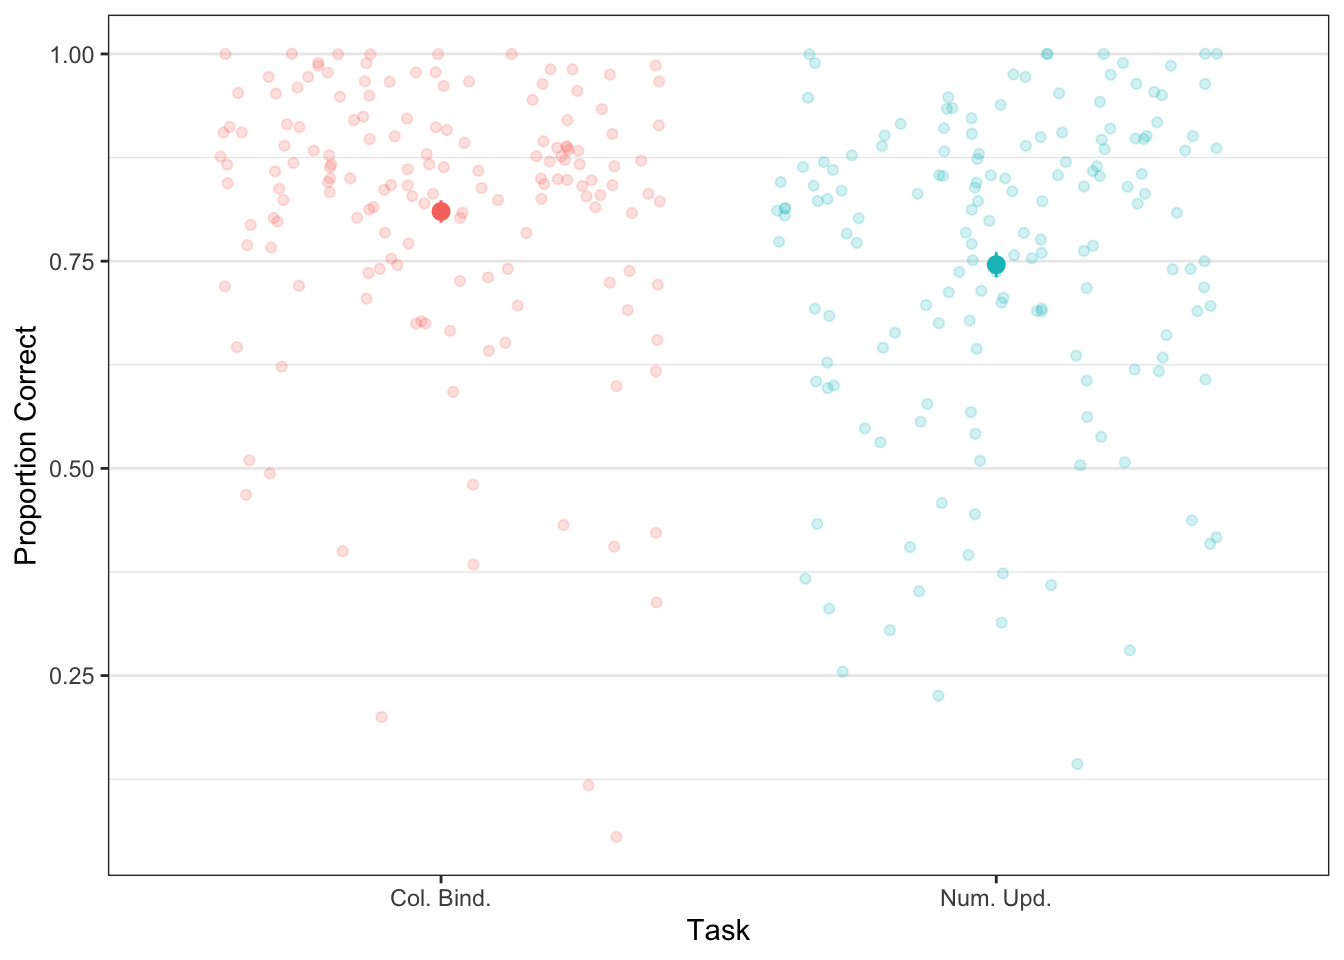 1.00
0.75
0.50
0.25
Proportion Correct
Col. Bind.
Num. Upd.
Task